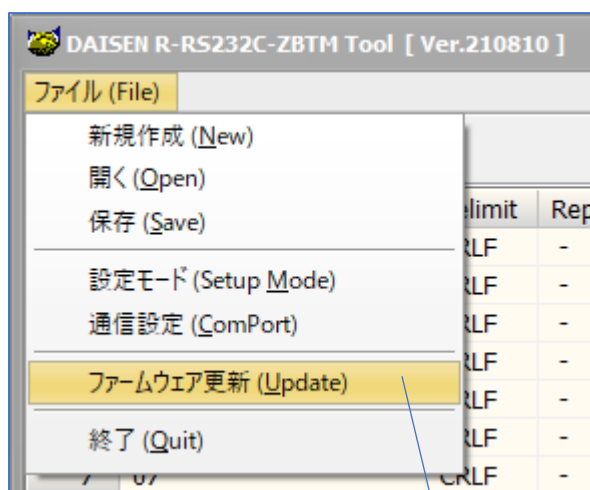 DAISEN R-RS232C-ZBTM Tool [ Ver.210810 ]
ファイル (File)
新規作成 (New)
開く (Open)
保存 (Save)
設定モード (Setup Mode)
通信設定 (ComPort)
ファームウェア更新 (Update)
終了 (Quit)
elimit Rep
RLF -
RLF -
RLF -
RLF -
RLF -
RLF -
7 07 CRLF -